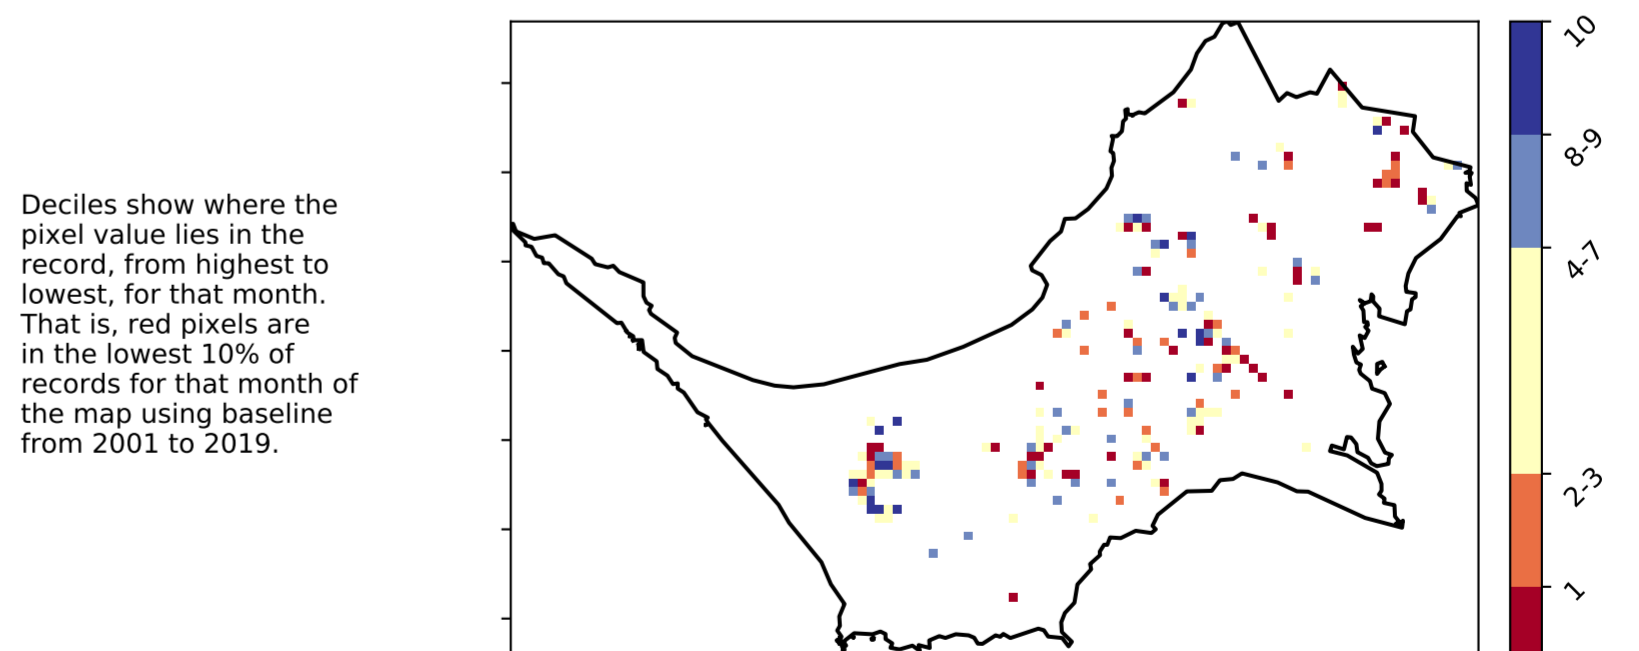 Deciles show where the
pixel value lies in the
record, from highest to
lowest, for that month.
That is, red pixels are
in the lowest 10% of
records for that month of
the map using baseline
from 2001 to 2019.
10
8-9
4-7
2-3
1